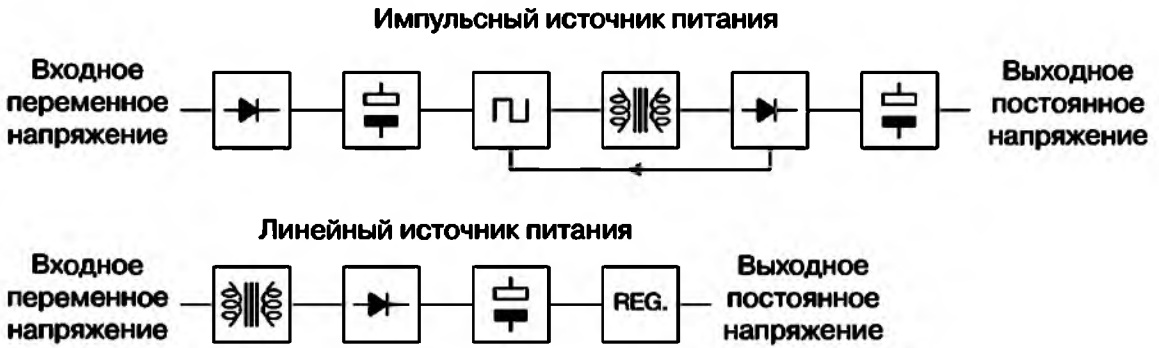 Импульсный источник питания
Входное
переменное
напряжение
Выходное
постоянное
напряжение
Линейный источник питания
Входное
переменное
напряжение
REG.
Выходное
постоянное
напряжение